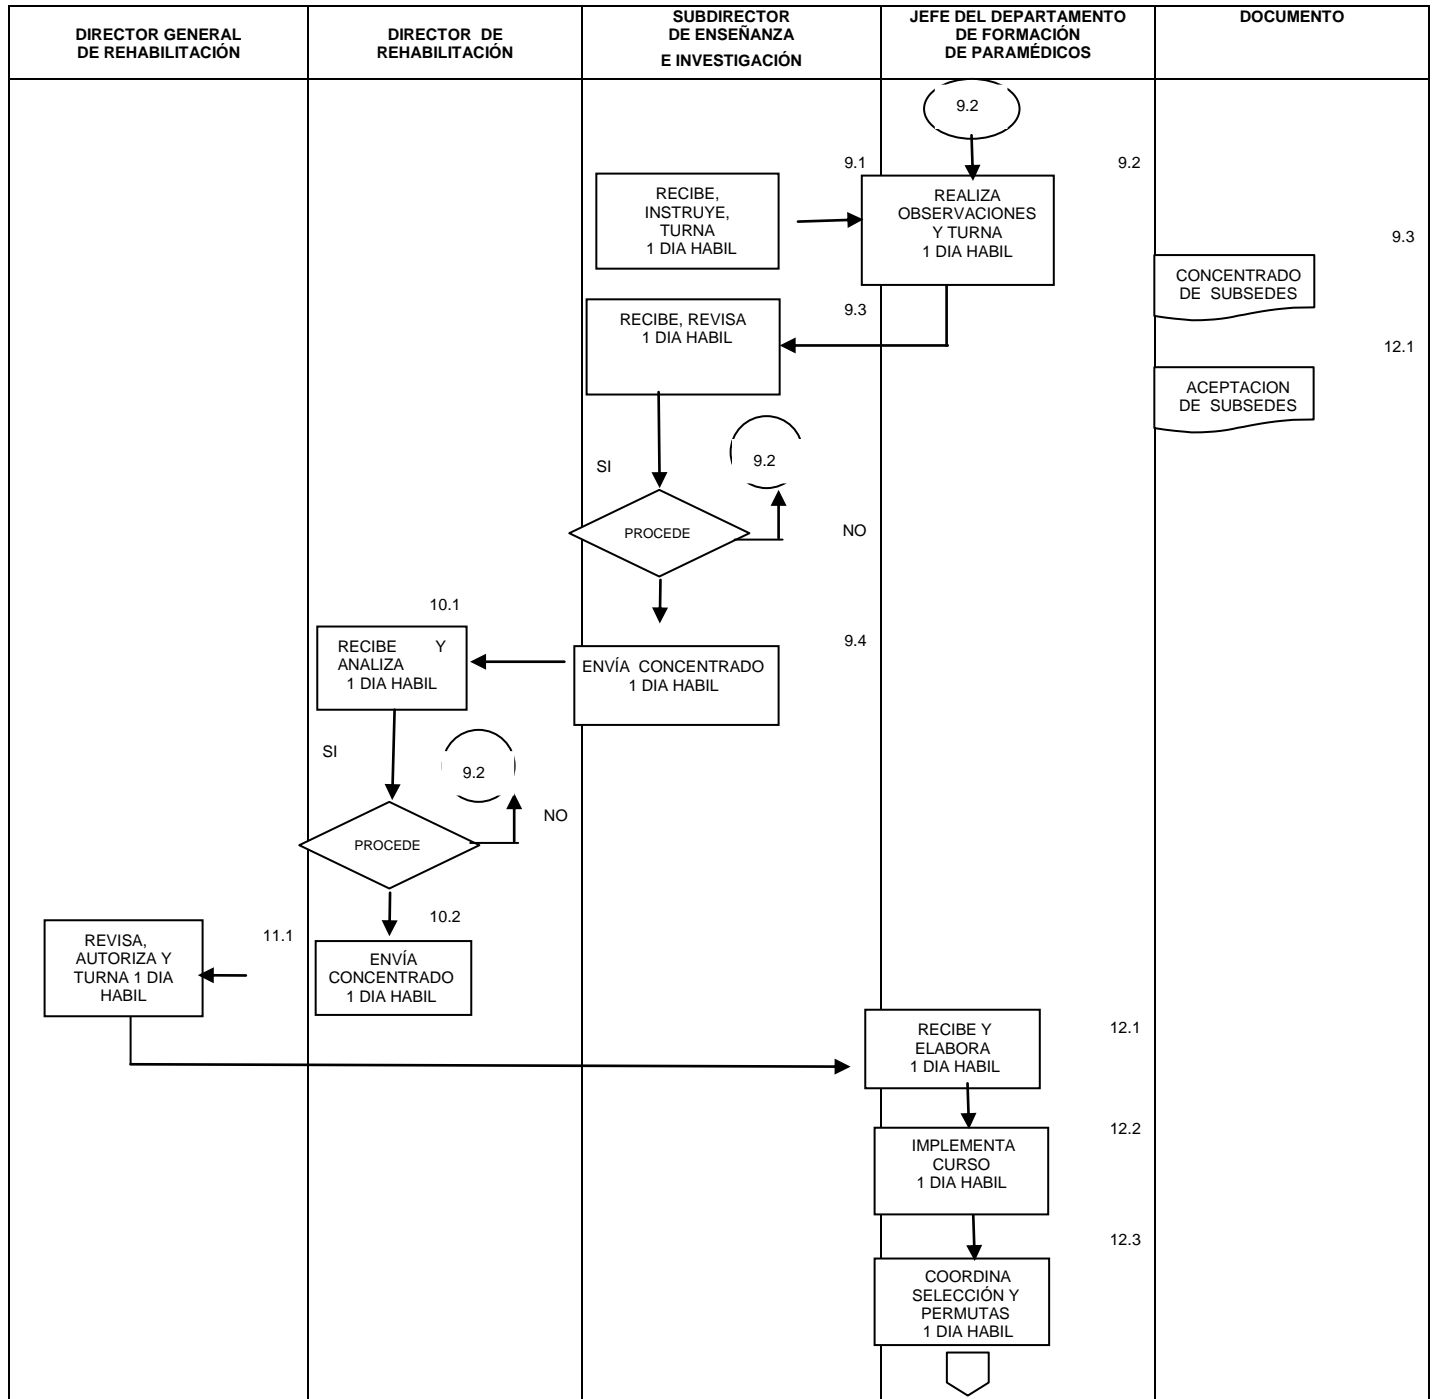 DIRECTOR GENERAL
DE REHABILITACIÓN
DIRECTOR DE
REHABILITACIÓN
SUBDIRECTOR
DE ENSEÑANZA
E INVESTIGACIÓN
JEFE DEL DEPARTAMENTO
DE FORMACIÓN
DE PARAMÉDICOS
DOCUMENTO
9.2
9.1
RECIBE,
INSTRUYE,
TURNA
1 DIA HABIL
9.2
REALIZA
OBSERVACIONES
Y TURNA
1 DIA HABIL
9.3
CONCENTRADO
DE SUBSEDES
9.3
RECIBE, REVISA
1 DIA HABIL
12.1
ACEPTACION
DE SUBSEDES
SI
9.2
PROCEDE
NO
10.1
RECIBE Y
ANALIZA
1 DIA HABIL
9.4
ENVÍA CONCENTRADO
1 DIA HABIL
SI
9.2
NO
PROCEDE
10.2
ENVÍA
CONCENTRADO
1 DIA HABIL
11.1
REVISA,
AUTORIZA Y
TURNA 1 DIA
HABIL
12.1
RECIBE Y
ELABORA
1 DIA HABIL
12.2
IMPLEMENTA
CURSO
1 DIA HABIL
12.3
COORDINA
SELECCIÓN Y
PERMUTAS
1 DIA HABIL